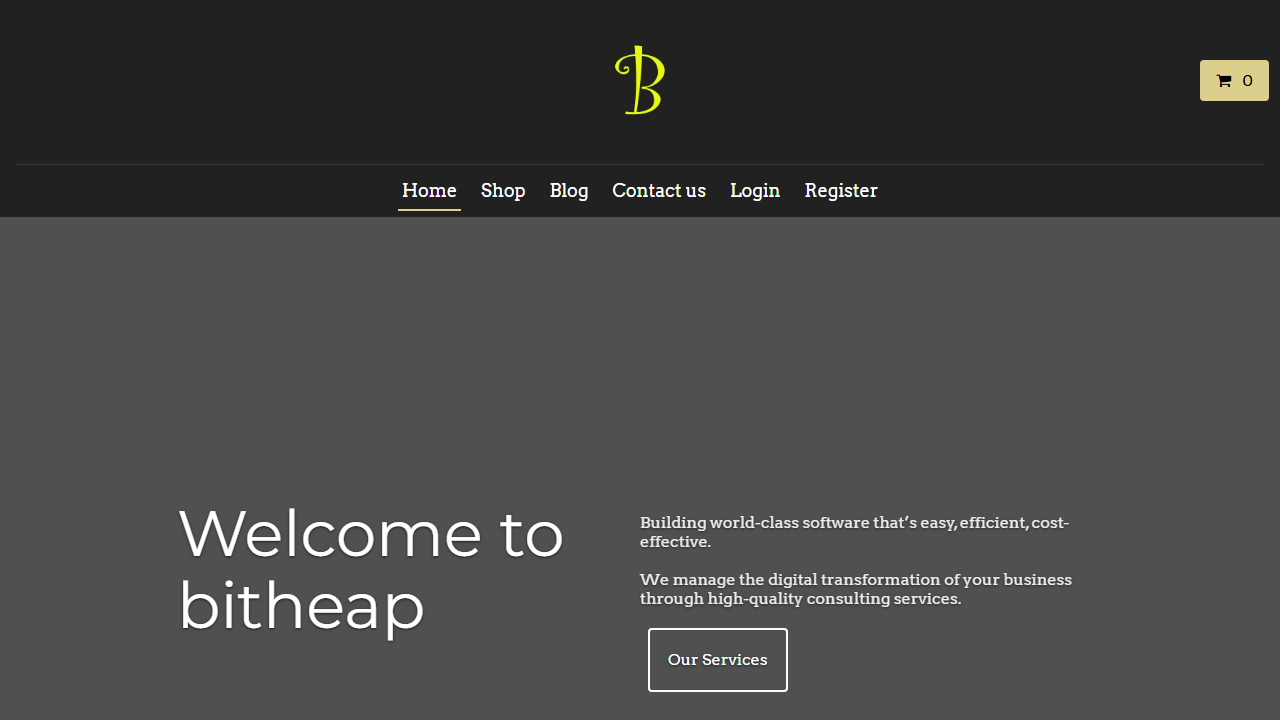 B
0
Home Shop Blog Contact us Login Register
Welcome to
bitheap
Building world-class software that’s easy, efficient, cost-
effective.
We manage the digital transformation of your business
through high-quality consulting services.
Our Services